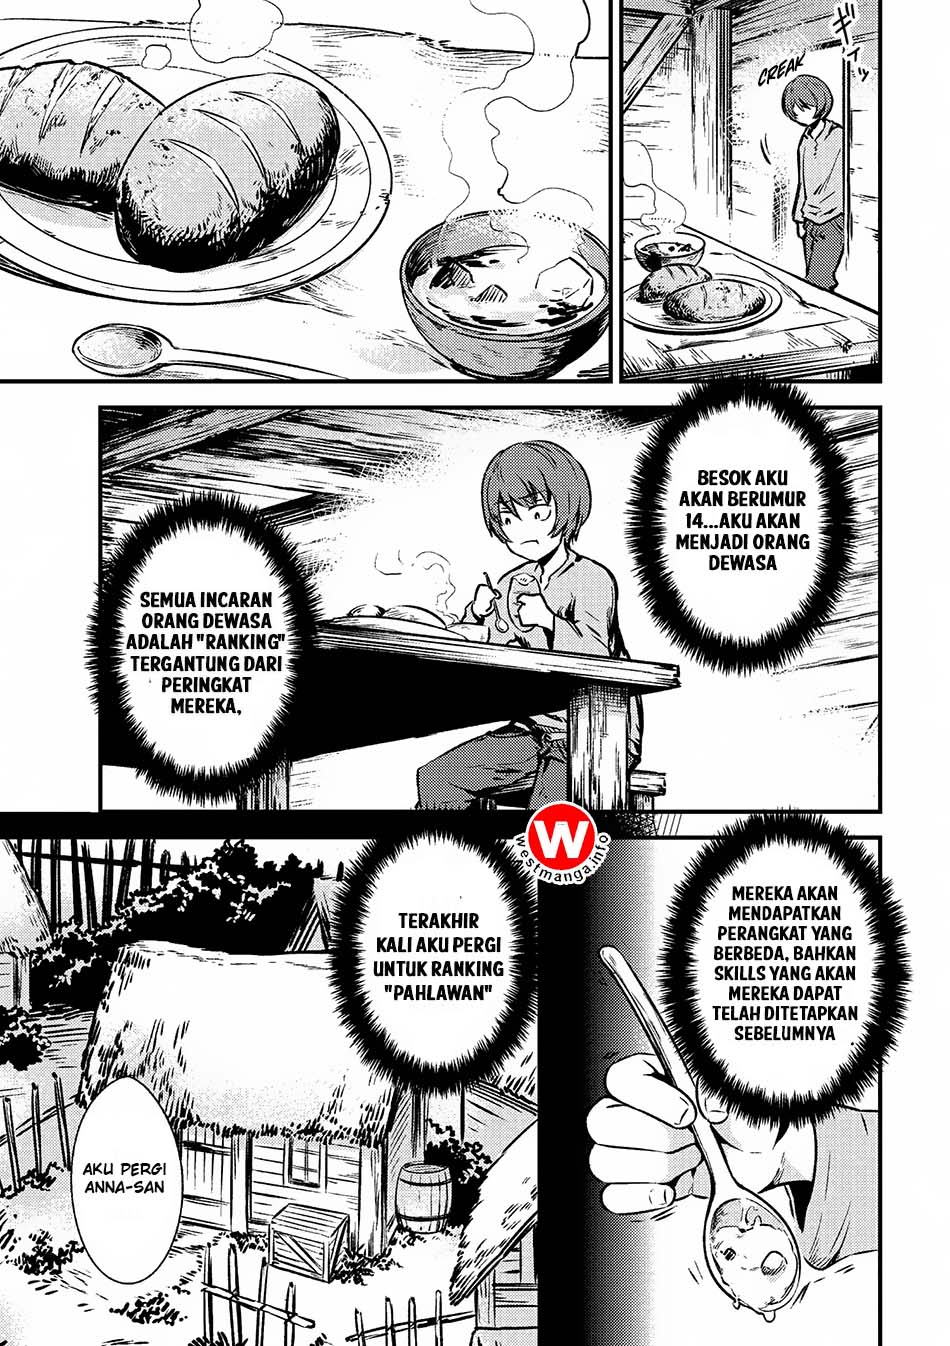 ギィッ
CREAK
BESOK AKU
AKAN BERUMUR
14...AKU AKAN
MENJADI ORANG
DEWASA
SEMUA INCARAN
ORANG DEWASA
ADALAH "RANKING"
TERGANTUNG DARI
PERINGKAT
MEREKA,
MEREKA AKAN
MENDAPATKAN
PERANGKAT YANG
BERBEDA, BAHKAN
SKILLS YANG AKAN
MEREKA DAPAT
TELAH DITETAPKAN
SEBELUMNYA
W
westmanga.info
TERAKHIR
KALI AKU PERGI
UNTUK RANKING
"PAHLAWAN"
AKU PERGI
ANNA-SAN